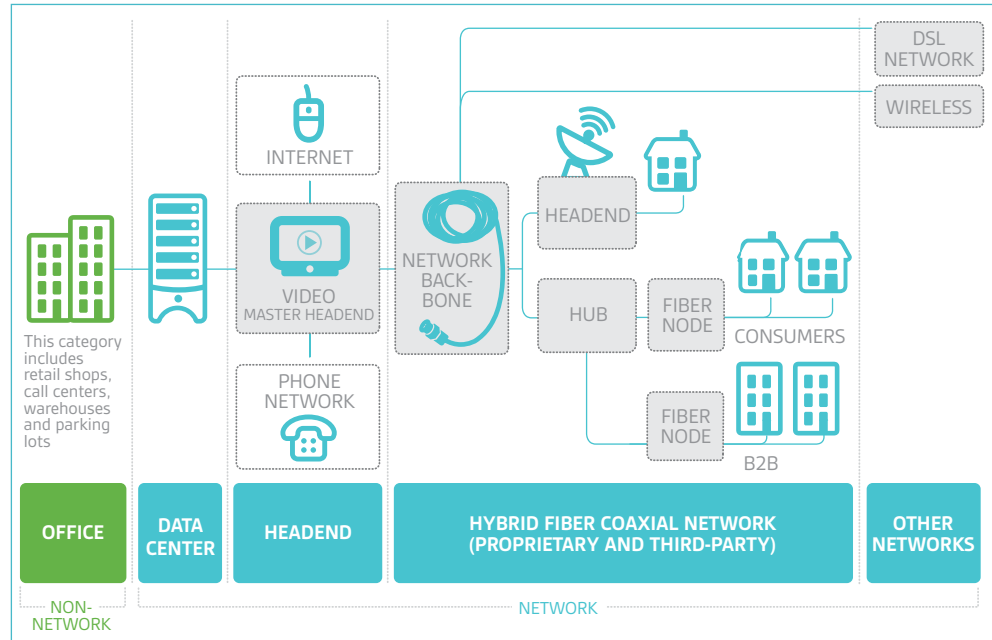 DSL
NETWORK
WIRELESS
INTERNET
HEADEND
VIDEO
MASTER HEADEND
NETWORK
BACK-
BONE
HUB
FIBER
NODE
CONSUMERS
This category
includes
retail shops,
call centers,
warehouses
and parking
lots
PHONE
NETWORK
FIBER
NODE
B2B
OFFICE
DATA
CENTER
HEADEND
HYBRID FIBER COAXIAL NETWORK
(PROPRIETARY AND THIRD-PARTY)
OTHER
NETWORKS
NON-
NETWORK
NETWORK